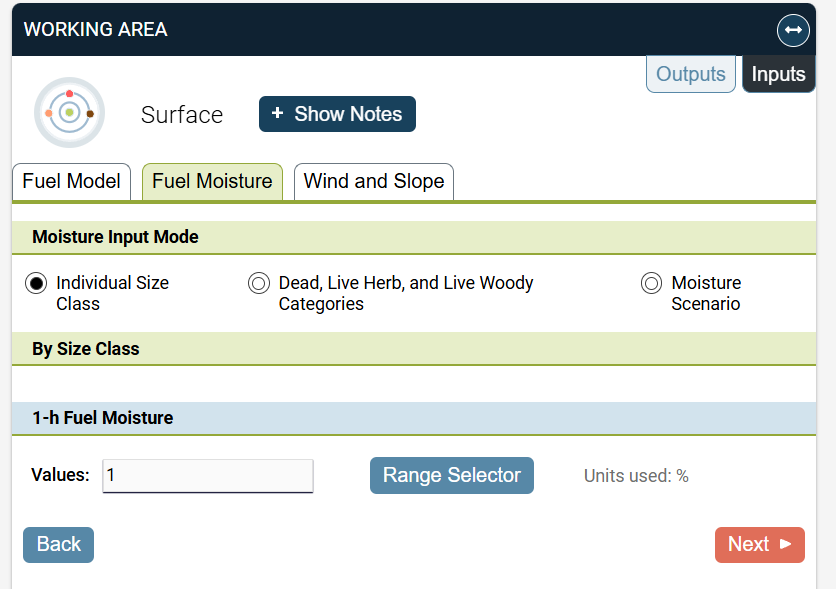 WORKING AREA
Outputs Inputs
Surface + Show Notes
Fuel Model Fuel Moisture Wind and Slope
Moisture Input Mode
Individual Size Class
Dead, Live Herb, and Live Woody Categories
Moisture Scenario
By Size Class
1-h Fuel Moisture
Values: 1 Range Selector Units used: %
Back Next ►